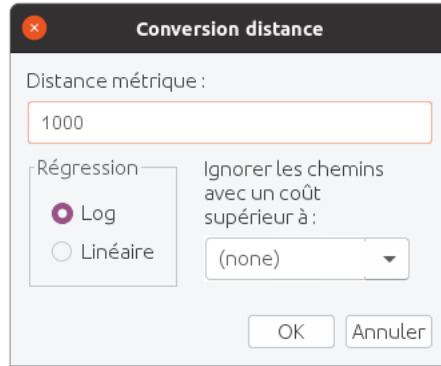 Conversion distance
Distance métrique :
1000
Régression
Log
Linéaire
Ignorer les chemins
avec un coût
supérieur à :
(none)
OK
Annuler